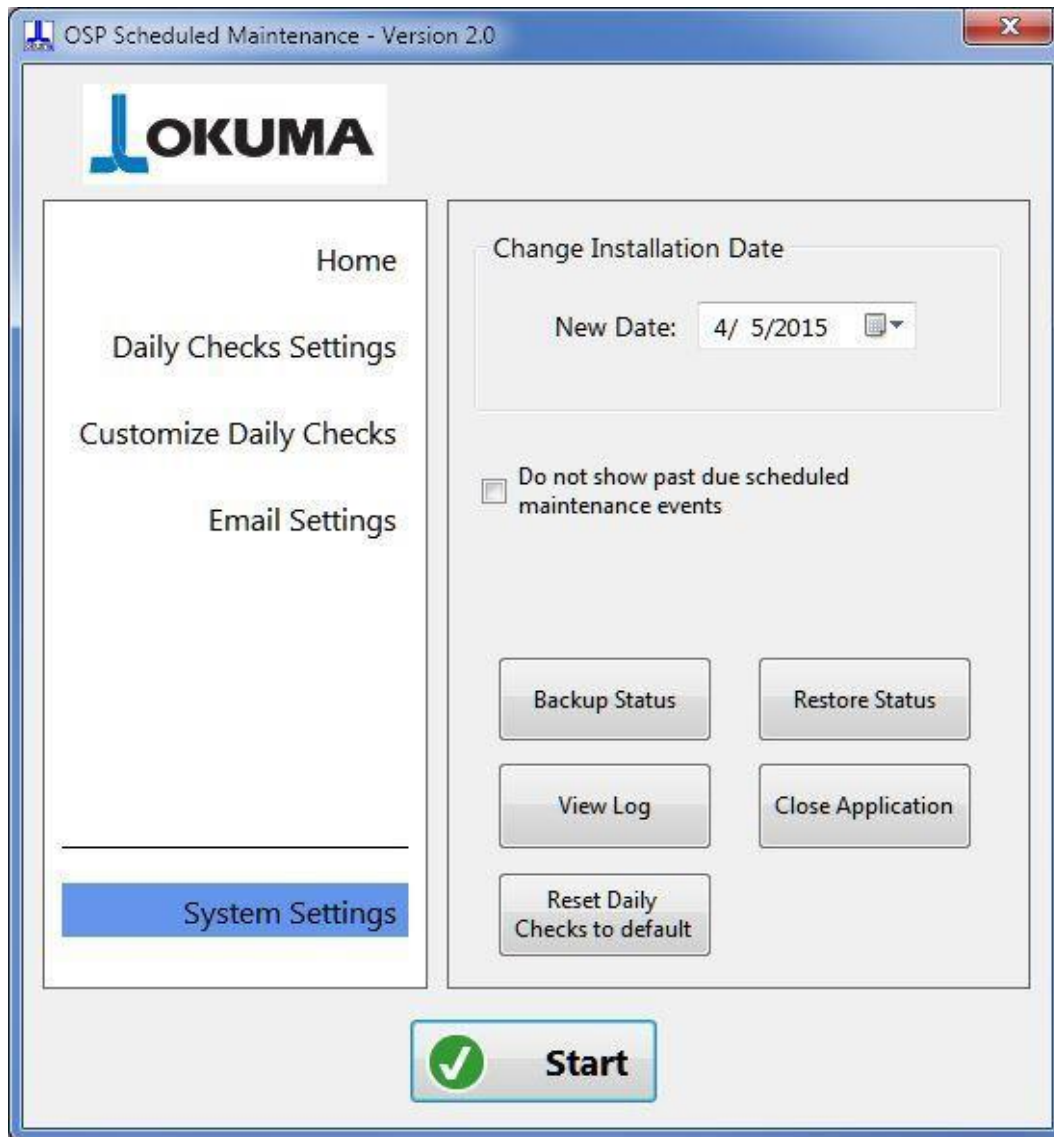 OSP Scheduled Maintenance - Version 2.0
OKUMA
Home
Daily Checks Settings
Customize Daily Checks
Email Settings
System Settings
Change Installation Date
New Date: 4/ 5/2015
Do not show past due scheduled
maintenance events
Backup Status
Restore Status
View Log
Close Application
Reset Daily
Checks to default
Start